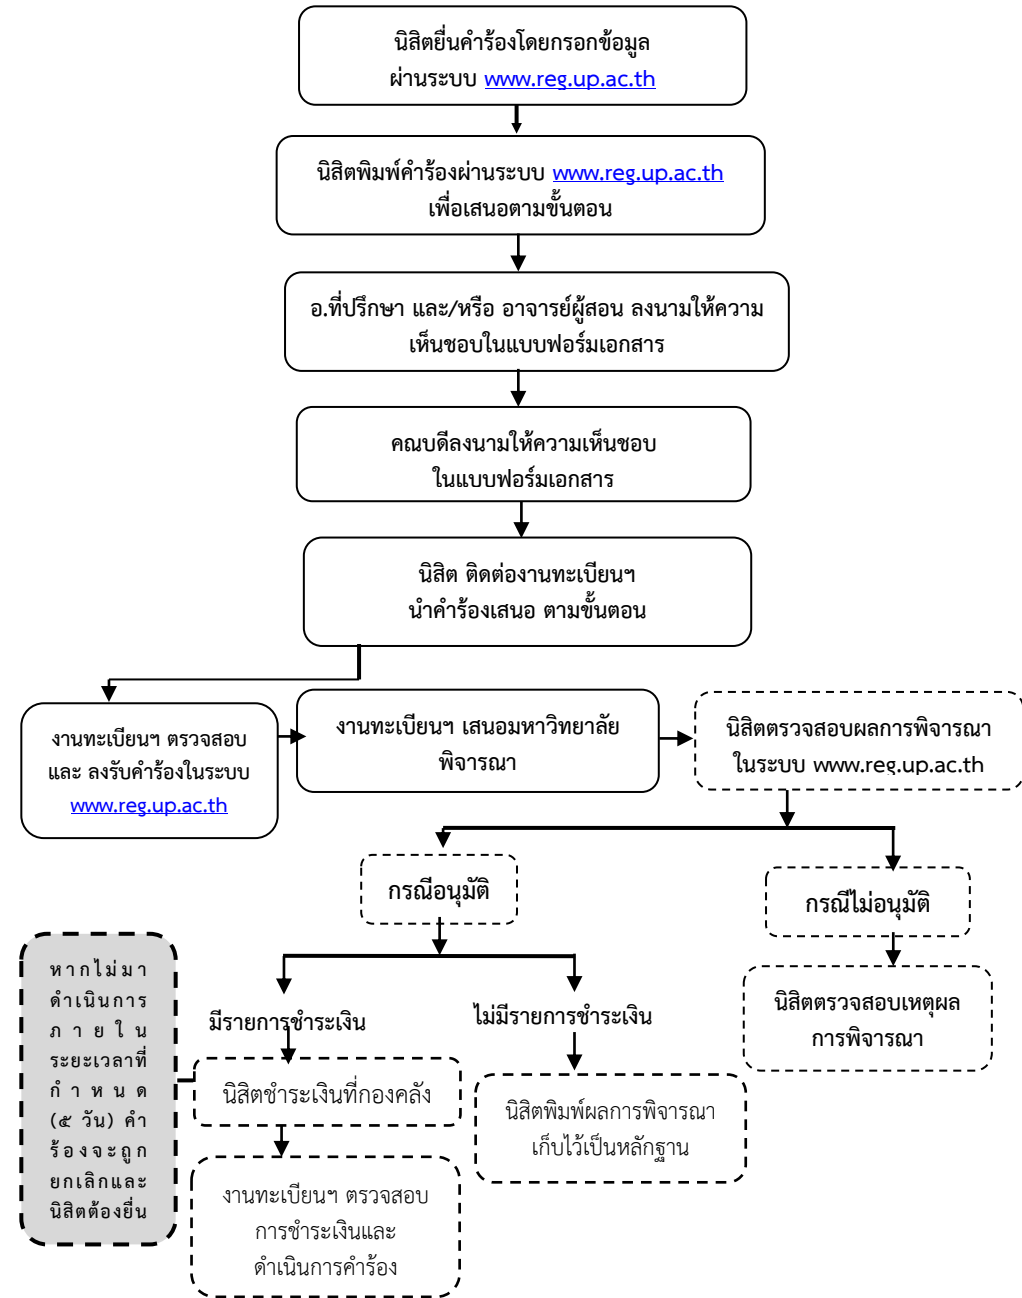 นิสิตยื่นคำร้องโดยกรอกข้อมูล
ผ่านระบบ www.reg.up.ac.th
นิสิตพิมพ์คำร้องผ่านระบบ www.reg.up.ac.th
เพื่อเสนอตามขั้นตอน
อ.ที่ปรึกษา และ/หรือ อาจารย์ผู้สอน ลงนามให้ความ
เห็นชอบในแบบฟอร์มเอกสาร
คณบดีลงนามให้ความเห็นชอบ
ในแบบฟอร์มเอกสาร
นิสิต ติดต่องานทะเบียนฯ
นำคำร้องเสนอ ตามขั้นตอน
งานทะเบียนฯ ตรวจสอบ
และ ลงรับคำร้องในระบบ
www.reg.up.ac.th
งานทะเบียนฯ เสนอมหาวิทยาลัย
พิจารณา
นิสิตตรวจสอบผลการพิจารณา
ในระบบ www.reg.up.ac.th
กรณีอนุมัติ
กรณีไม่อนุมัติ
มีรายการชำระเงิน
ไม่มีรายการชำระเงิน
นิสิตตรวจสอบเหตุผล
การพิจารณา
หากไม่มา
ดำเนินการ
ภายใน
ระยะเวลาที่
กำหนด
(๕ วัน) คำ
ร้องจะถูก
ยกเลิกและ
นิสิตต้องยื่น
นิสิตชำระเงินที่กองคลัง
นิสิตพิมพ์ผลการพิจารณา
เก็บไว้เป็นหลักฐาน
งานทะเบียนฯ ตรวจสอบ
การชำระเงินและ
ดำเนินการคำร้อง